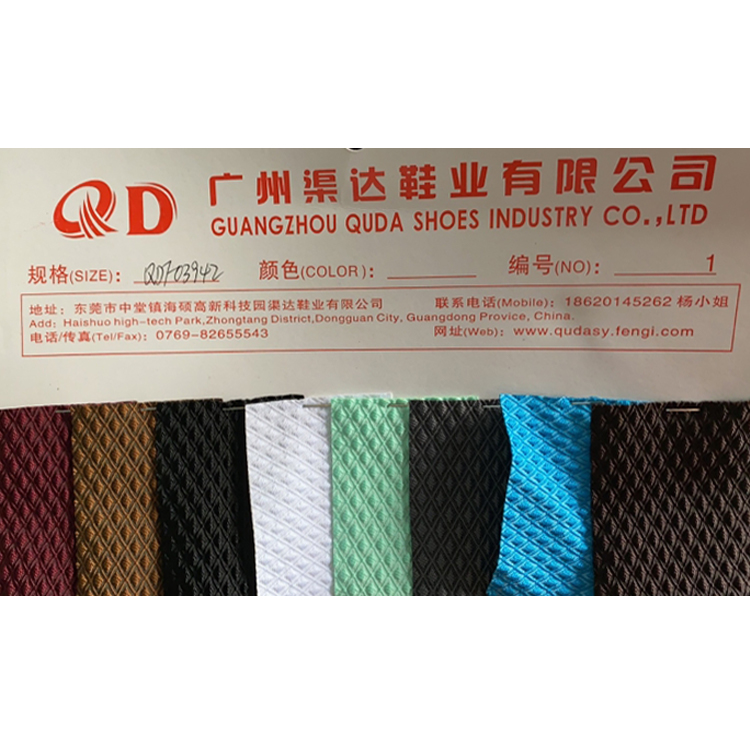 QD 广州渠达鞋业有限公司
GUANGZHOU QUDA SHOES INDUSTRY CO.,LTD
规格(SIZE): QDF03942 颜色(COLOR): 编号(NO): 1
地址: 东莞市中堂镇海硕高新科技园渠达鞋业有限公司 联系电话(Mobile): 18620145262 杨小姐
Add: Haishuo high-tech Park,Zhongtang District,Dongguan City, Guangdong Provice, China.
电话/传真(Tel/Fax): 0769-82655543 网址(Web): www.qudasy.fengi.com